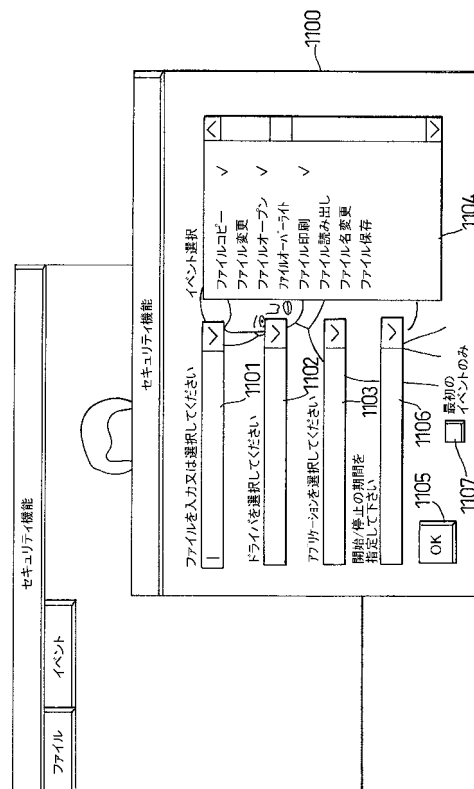 セキュリティ機能
ファイル
イベント
セキュリティ機能
1100
ファイルを入力又は選択してください
1101
ドライバを選択してください
1102
アプリケーションを選択してください
1103
開始/停止の期間を
指定して下さい
1106
1105
OK
最初の
イベントのみ
1107
イベント選択
ファイルコピー ✓
ファイル変更
ファイルオープン ✓
ファイルオーバーライト
ファイル印刷 ✓
ファイル読み出し
ファイル名変更
ファイル保存
1104